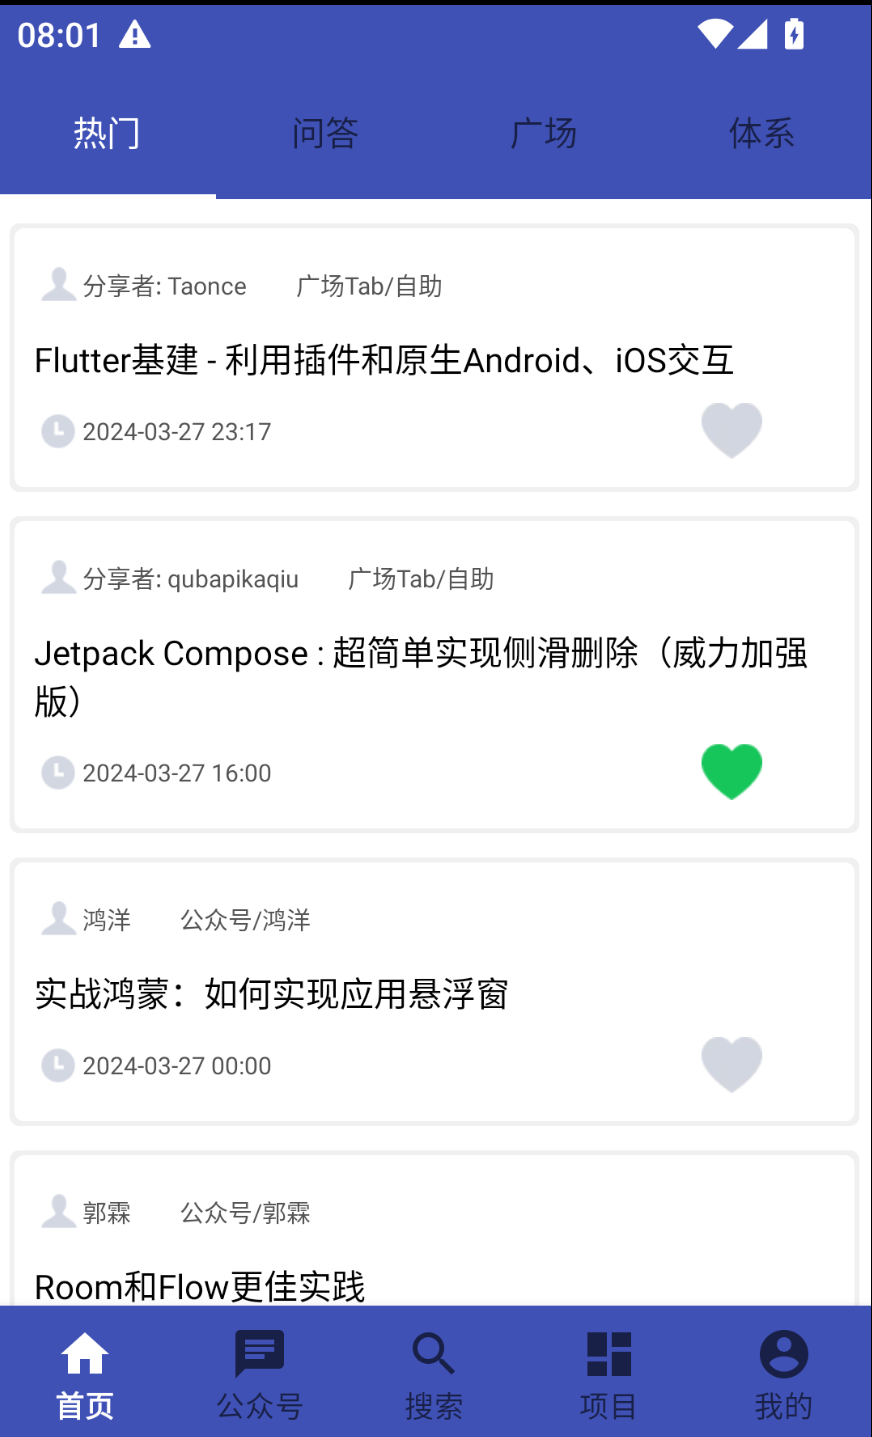 08:01
热门 问答 广场 体系
分享者: Taonce 广场Tab/自助
Flutter基建 - 利用插件和原生Android、iOS交互
2024-03-27 23:17
分享者: qubapikaqiu 广场Tab/自助
Jetpack Compose : 超简单实现侧滑删除（威力加强
版）
2024-03-27 16:00
鸿洋 公众号/鸿洋
实战鸿蒙：如何实现应用悬浮窗
2024-03-27 00:00
郭霖 公众号/郭霖
Room和Flow更佳实践
首页 公众号 搜索 项目 我的